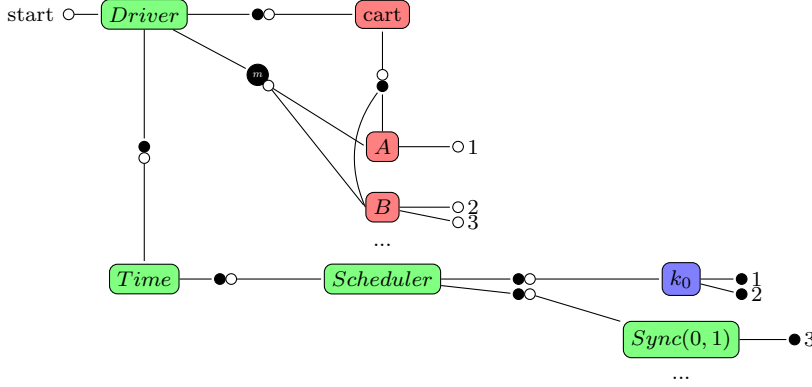 start Driver cart
m
A 1
B 2
3
...
Time Scheduler k₀ 1
2
Sync(0, 1) 3
...